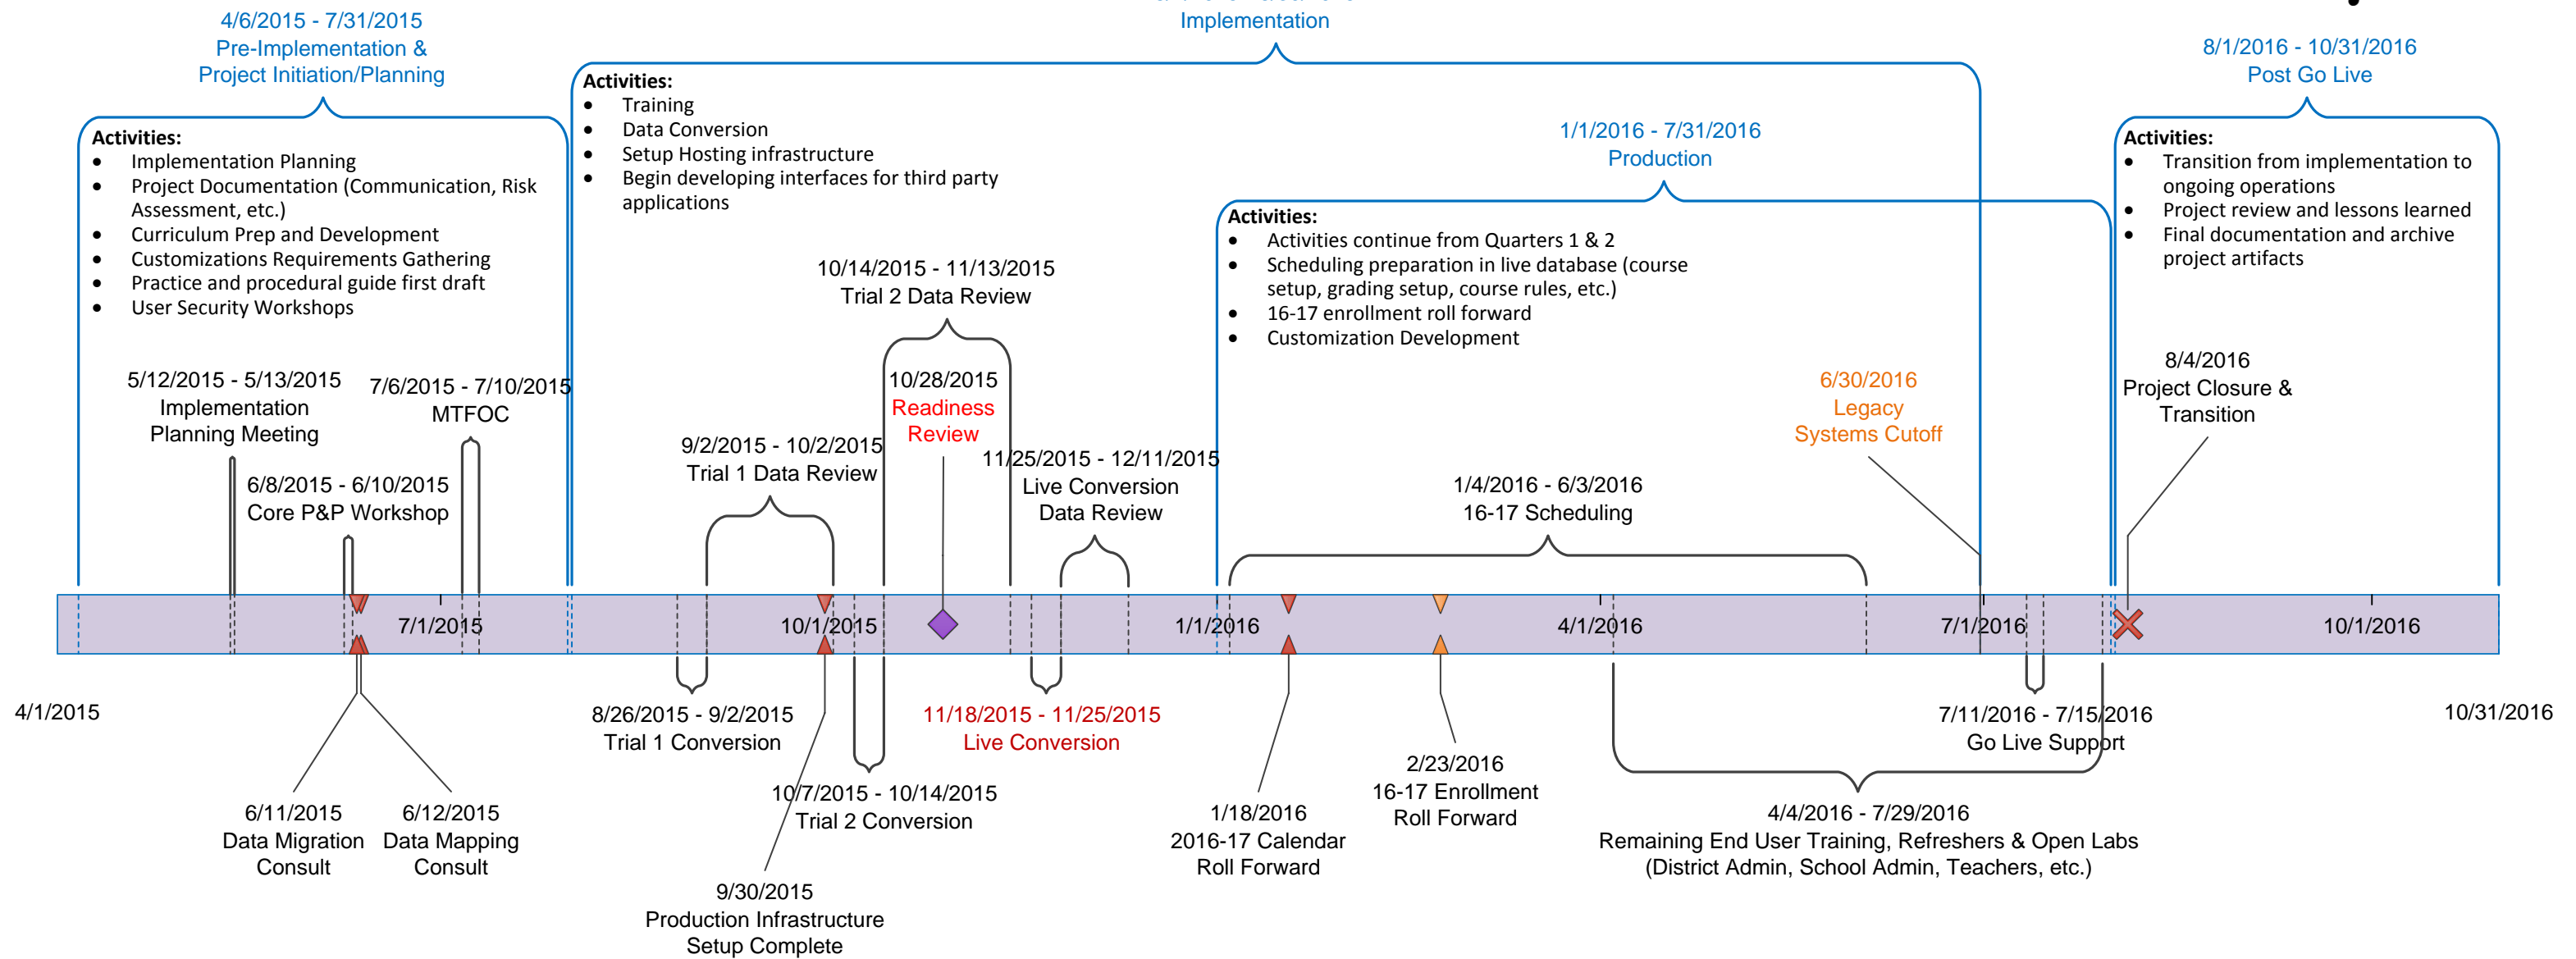 4/6/2015 - 7/31/2015
Pre-Implementation &
Project Initiation/Planning
Activities:
Implementation Planning
Project Documentation (Communication, Risk
Assessment, etc.)
Curriculum Prep and Development
Customizations Requirements Gathering
Practice and procedural guide first draft
User Security Workshops
Implementation
Activities:
Training
Data Conversion
Setup Hosting infrastructure
Begin developing interfaces for third party
applications
1/1/2016 - 7/31/2016
Production
Activities:
Activities continue from Quarters 1 & 2
Scheduling preparation in live database (course
setup, grading setup, course rules, etc.)
16-17 enrollment roll forward
Customization Development
8/1/2016 - 10/31/2016
Post Go Live
Activities:
Transition from implementation to
ongoing operations
Project review and lessons learned
Final documentation and archive
project artifacts
5/12/2015 - 5/13/2015
Implementation
Planning Meeting
6/8/2015 - 6/10/2015
Core P&P Workshop
7/6/2015 - 7/10/2015
MTFOC
9/2/2015 - 10/2/2015
Trial 1 Data Review
10/14/2015 - 11/13/2015
Trial 2 Data Review
10/28/2015
Readiness
Review
11/25/2015 - 12/11/2015
Live Conversion
Data Review
1/4/2016 - 6/3/2016
16-17 Scheduling
6/30/2016
Legacy
Systems Cutoff
8/4/2016
Project Closure &
Transition
7/1/2015
10/1/2015
1/1/2016
4/1/2016
7/1/2016
10/1/2016
4/1/2015
10/31/2016
6/11/2015
Data Migration
Consult
6/12/2015
Data Mapping
Consult
8/26/2015 - 9/2/2015
Trial 1 Conversion
9/30/2015
Production Infrastructure
Setup Complete
10/7/2015 - 10/14/2015
Trial 2 Conversion
11/18/2015 - 11/25/2015
Live Conversion
1/18/2016
2016-17 Calendar
Roll Forward
2/23/2016
16-17 Enrollment
Roll Forward
7/11/2016 - 7/15/2016
Go Live Support
4/4/2016 - 7/29/2016
Remaining End User Training, Refreshers & Open Labs
(District Admin, School Admin, Teachers, etc.)